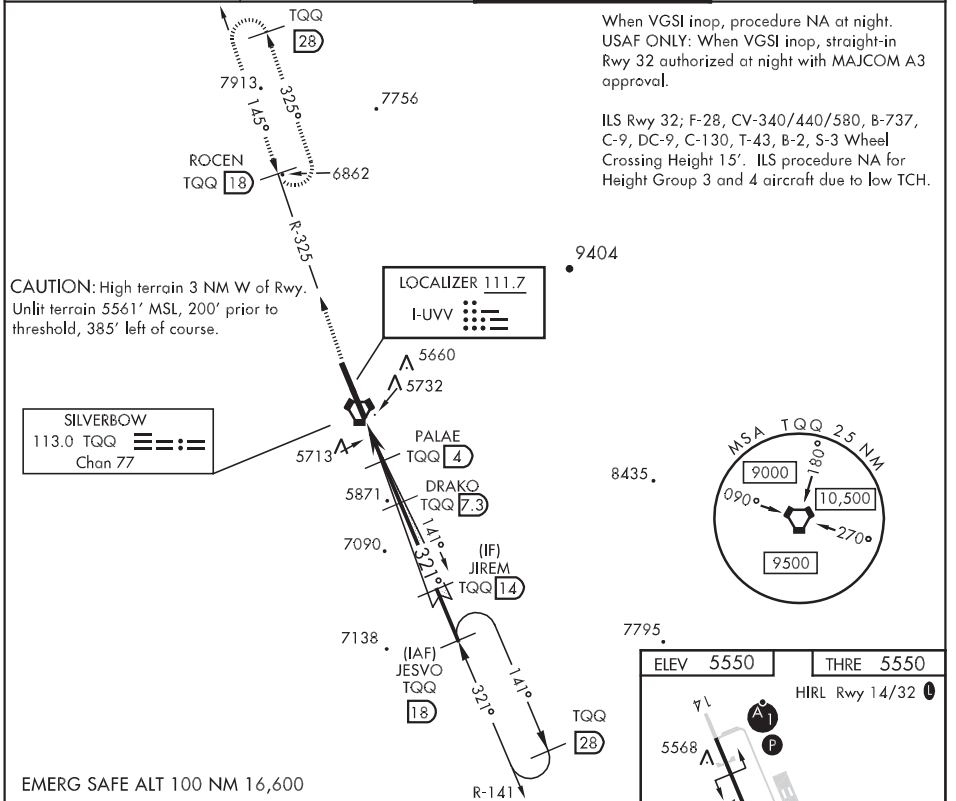 TQQ
28
When VGSI inop, procedure NA at night.
USAF ONLY: When VGSI inop, straight-in
Rwy 32 authorized at night with MAJCOM A3
approval.
ILS Rwy 32; F-28, CV-340/440/580, B-737,
C-9, DC-9, C-130, T-43, B-2, S-3 Wheel
Crossing Height 15'. ILS procedure NA for
Height Group 3 and 4 aircraft due to low TCH.
7913
7756
145°
325°
ROCEN
TQQ 18
6862
R-325
9404
CAUTION: High terrain 3 NM W of Rwy.
Unlit terrain 5561' MSL, 200' prior to
threshold, 385' left of course.
LOCALIZER 111.7
I-UVV
5660
5732
SILVERBOW
113.0 TQQ
Chan 77
5713
PALAE
TQQ 4
5871
DRAKO
TQQ 7.3
8435
MSA TQQ 25 NM
9000
180°
090°
10,500
270°
9500
7090
141°
321°
(IF)
JIREM
TQQ 14
7138
(IAF)
JESVO
TQQ
18
141°
321°
7795
TQQ
28
R-141
ELEV 5550
THRE 5550
HIRL Rwy 14/32 L
14
A1
P
5568
EMERG SAFE ALT 100 NM 16,600